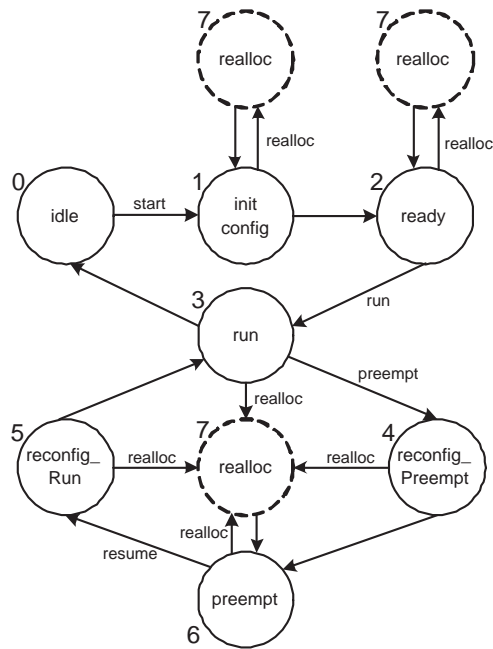 7
7
realloc
realloc
realloc
realloc
0
1
2
idle
start
init
config
ready
3
run
run
preempt
realloc
5
7
4
reconfig_
Run
realloc
realloc
realloc
reconfig_
Preempt
resume
realloc
preempt
6